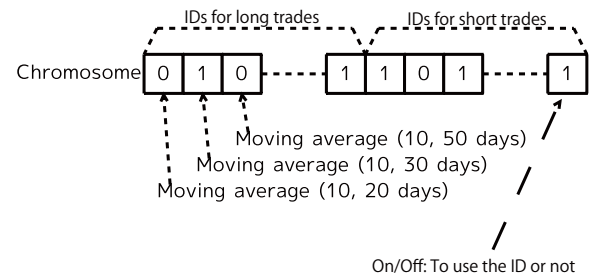 IDs for long trades IDs for short trades
Chromosome 0 1 0 1 1 0 1 1
Moving average (10, 50 days)
Moving average (10, 30 days)
Moving average (10, 20 days)
On/Off: To use the ID or not